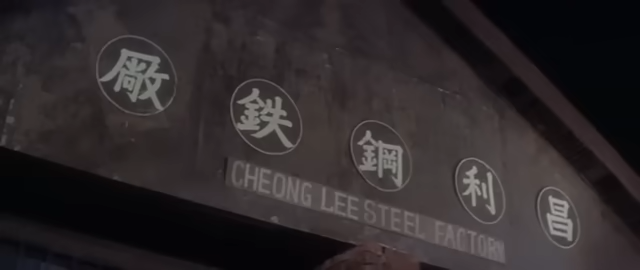 昌利鋼鉄厰
CHEONG LEE STEEL FACTORY